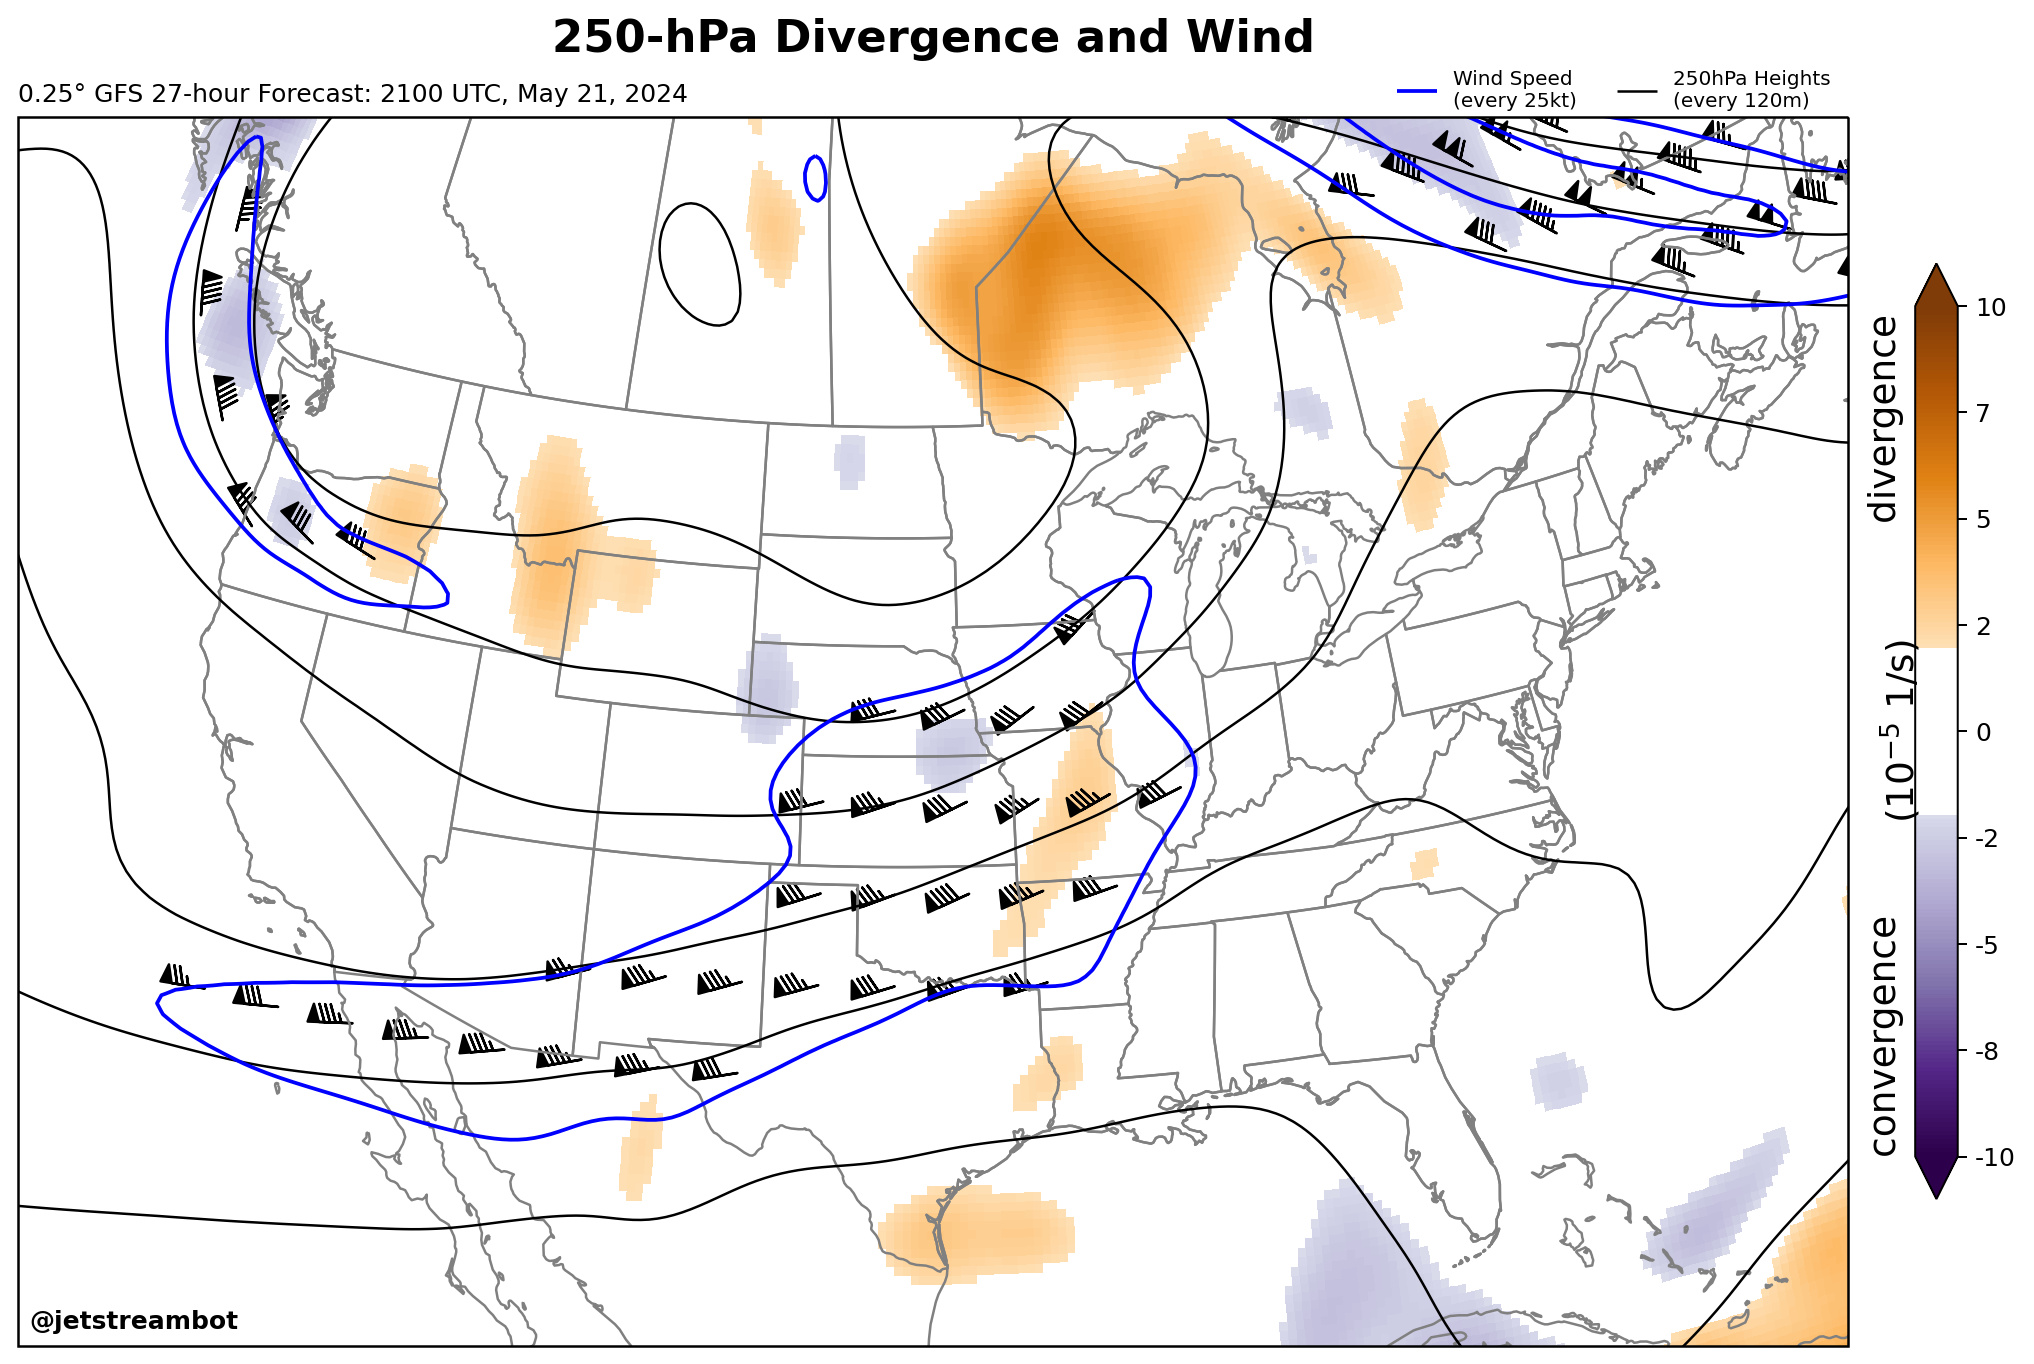 250-hPa Divergence and Wind
0.25° GFS 27-hour Forecast: 2100 UTC, May 21, 2024
Wind Speed
(every 25kt)
250hPa Heights
(every 120m)
10
7
5
2
0
-2
-5
-8
-10
convergence (10⁻⁵ 1/s) divergence
@jetstreambot